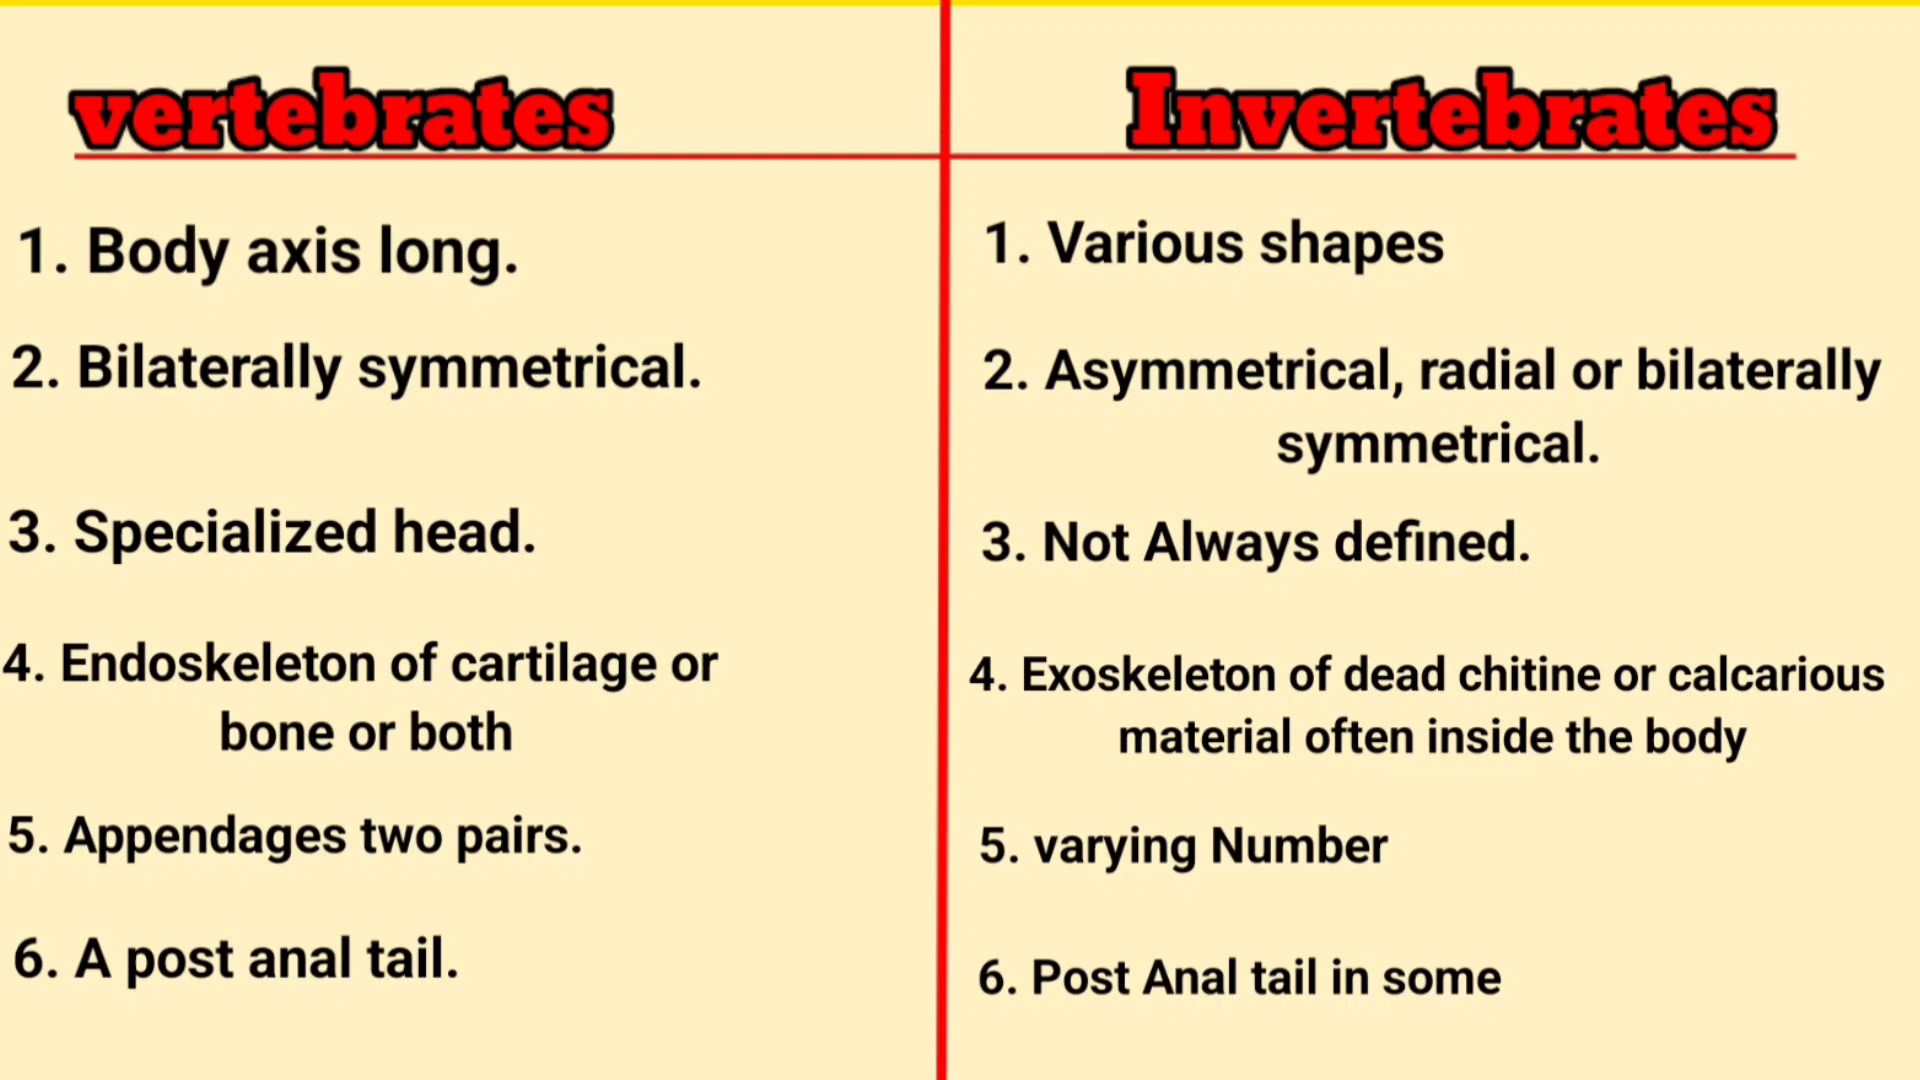 vertebrates
1. Body axis long.
2. Bilaterally symmetrical.
3. Specialized head.
4. Endoskeleton of cartilage or
bone or both
5. Appendages two pairs.
6. A post anal tail.
Invertebrates
1. Various shapes
2. Asymmetrical, radial or bilaterally
symmetrical.
3. Not Always defined.
4. Exoskeleton of dead chitine or calcarious
material often inside the body
5. varying Number
6. Post Anal tail in some